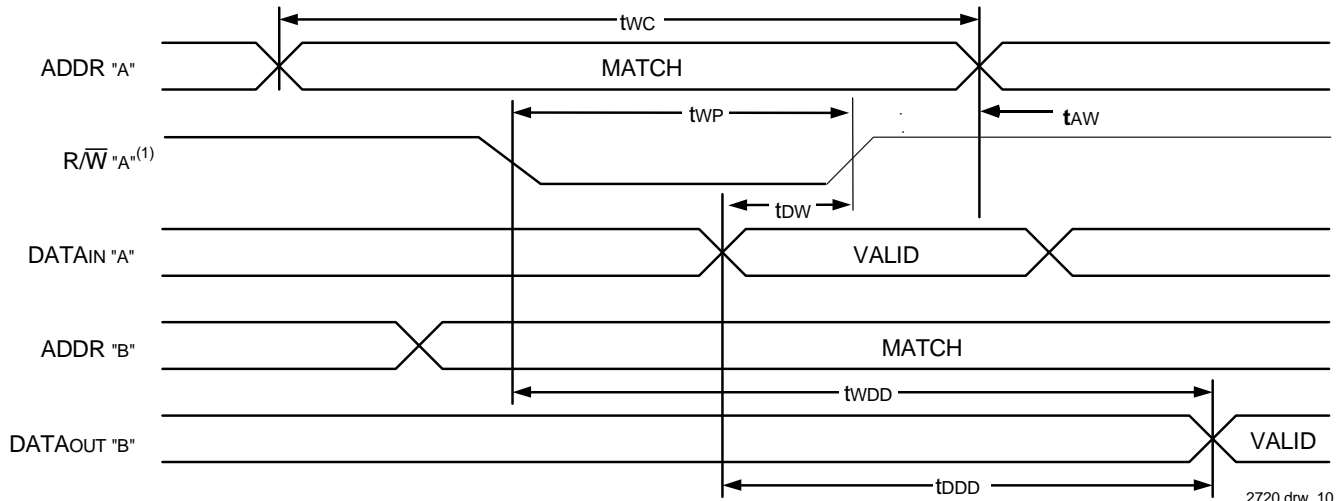 tWC
ADDR "A"
MATCH
tWP
tAW
R/W̅ "A"(1)
tDW
DATAIN "A"
VALID
ADDR "B"
MATCH
tWDD
DATAOUT "B"
VALID
tDDD
2720 drw 10